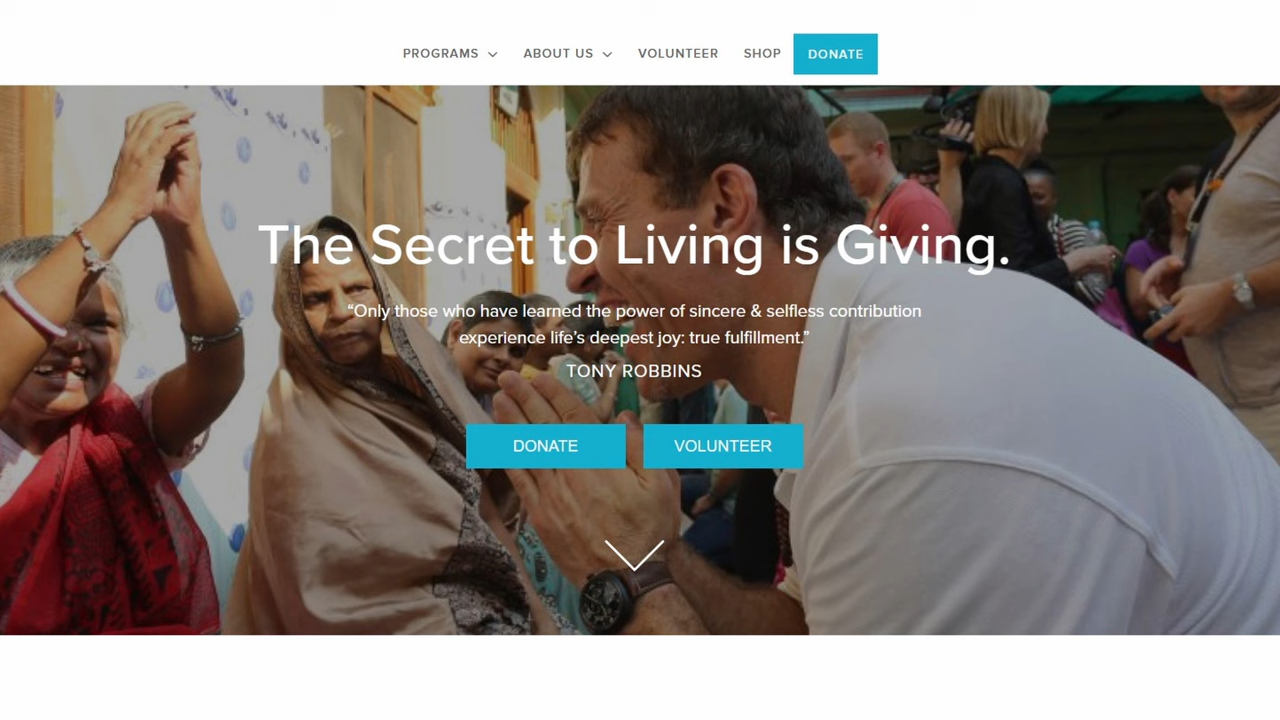 PROGRAMS ABOUT US VOLUNTEER SHOP DONATE
The Secret to Living is Giving.
“Only those who have learned the power of sincere & selfless contribution
experience life’s deepest joy: true fulfillment.”
TONY ROBBINS
DONATE VOLUNTEER